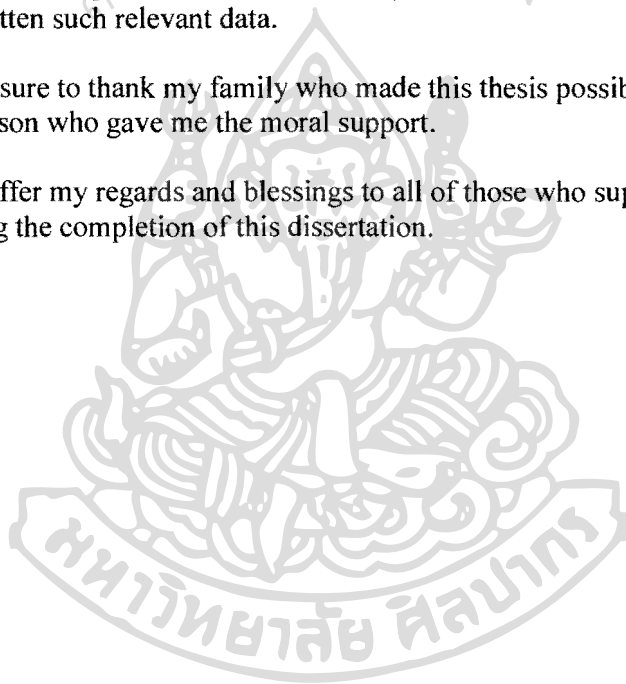 tten such relevant data.
sure to thank my family who made this thesis possib
son who gave me the moral support.
ffer my regards and blessings to all of those who sup
g the completion of this dissertation.
มหาวิทยาลัย ศิลปากร